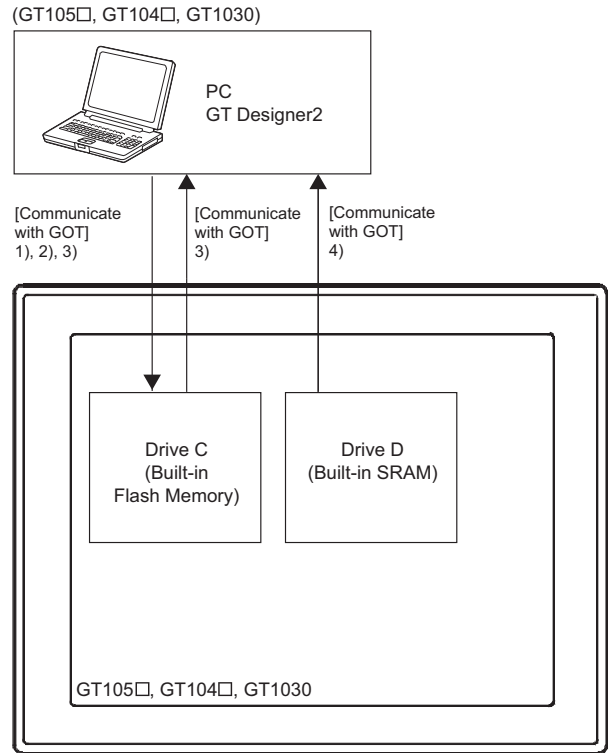 (GT105□, GT104□, GT1030)
PC
GT Designer2
[Communicate
with GOT]
1), 2), 3)
[Communicate
with GOT]
3)
[Communicate
with GOT]
4)
Drive C
(Built-in
Flash Memory)
Drive D
(Built-in SRAM)
GT105□, GT104□, GT1030